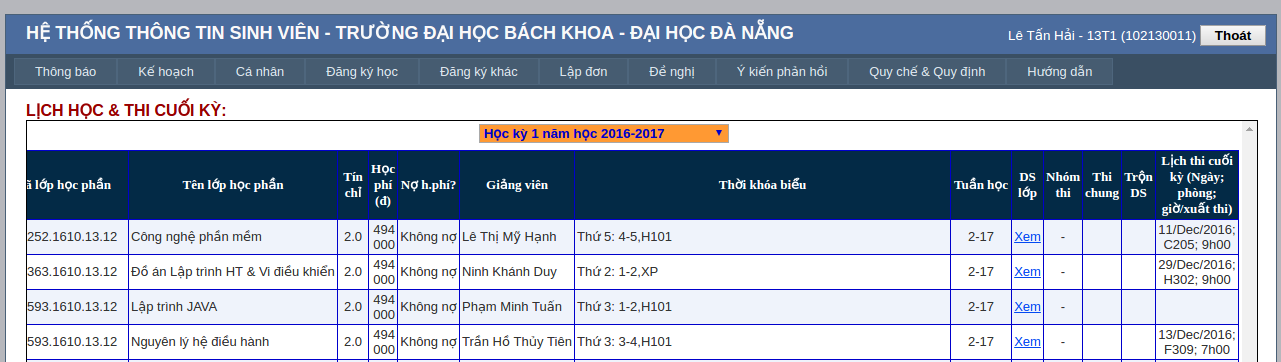 HỆ THỐNG THÔNG TIN SINH VIÊN - TRƯỜNG ĐẠI HỌC BÁCH KHOA - ĐẠI HỌC ĐÀ NẴNG
Lê Tấn Hải - 13T1 (102130011) Thoát
Thông báo Kế hoạch Cá nhân Đăng ký học Đăng ký khác Lập đơn Đề nghị Ý kiến phản hồi Quy chế & Quy định Hướng dẫn
LỊCH HỌC & THI CUỐI KỲ:
Học kỳ 1 năm học 2016-2017
ã lớp học phần Tên lớp học phần Tín chỉ Học phí (đ) Nợ h.phí? Giảng viên Thời khóa biểu Tuần học DS lớp Nhóm thi Thi chung Trộn DS Lịch thi cuối kỳ (Ngày; phòng; giờ/xuất thi)
252.1610.13.12 Công nghệ phần mềm 2.0 494 000 Không nợ Lê Thị Mỹ Hạnh Thứ 5: 4-5,H101 2-17 Xem - 11/Dec/2016; C205; 9h00
363.1610.13.12 Đồ án Lập trình HT & Vi điều khiển 2.0 494 000 Không nợ Ninh Khánh Duy Thứ 2: 1-2,XP 2-17 Xem - 29/Dec/2016; H302; 9h00
593.1610.13.12 Lập trình JAVA 2.0 494 000 Không nợ Phạm Minh Tuấn Thứ 3: 1-2,H101 2-17 Xem -
593.1610.13.12 Nguyên lý hệ điều hành 2.0 494 000 Không nợ Trần Hồ Thủy Tiên Thứ 3: 3-4,H101 2-17 Xem - 13/Dec/2016; F309; 7h00